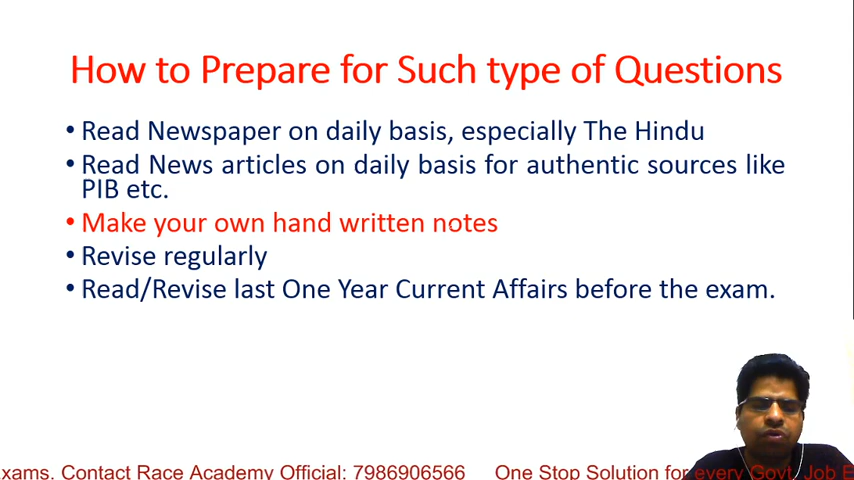 How to Prepare for Such type of Questions
• Read Newspaper on daily basis, especially The Hindu
• Read News articles on daily basis for authentic sources like
PIB etc.
• Make your own hand written notes
• Revise regularly
• Read/Revise last One Year Current Affairs before the exam.
xams. Contact Race Academy Official: 7986906566 One Stop Solution for every Govt. Job E